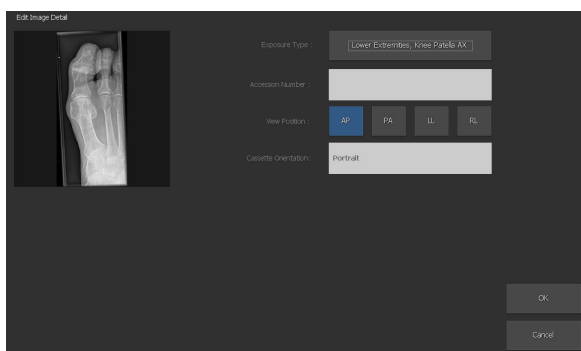 Edit Image Detail
Exposure Type :
Lower Extremities, Knee Patella AX
Accession Number :
View Position :
AP
PA
LL
RL
Cassette Orientation:
Portrait
OK
Cancel